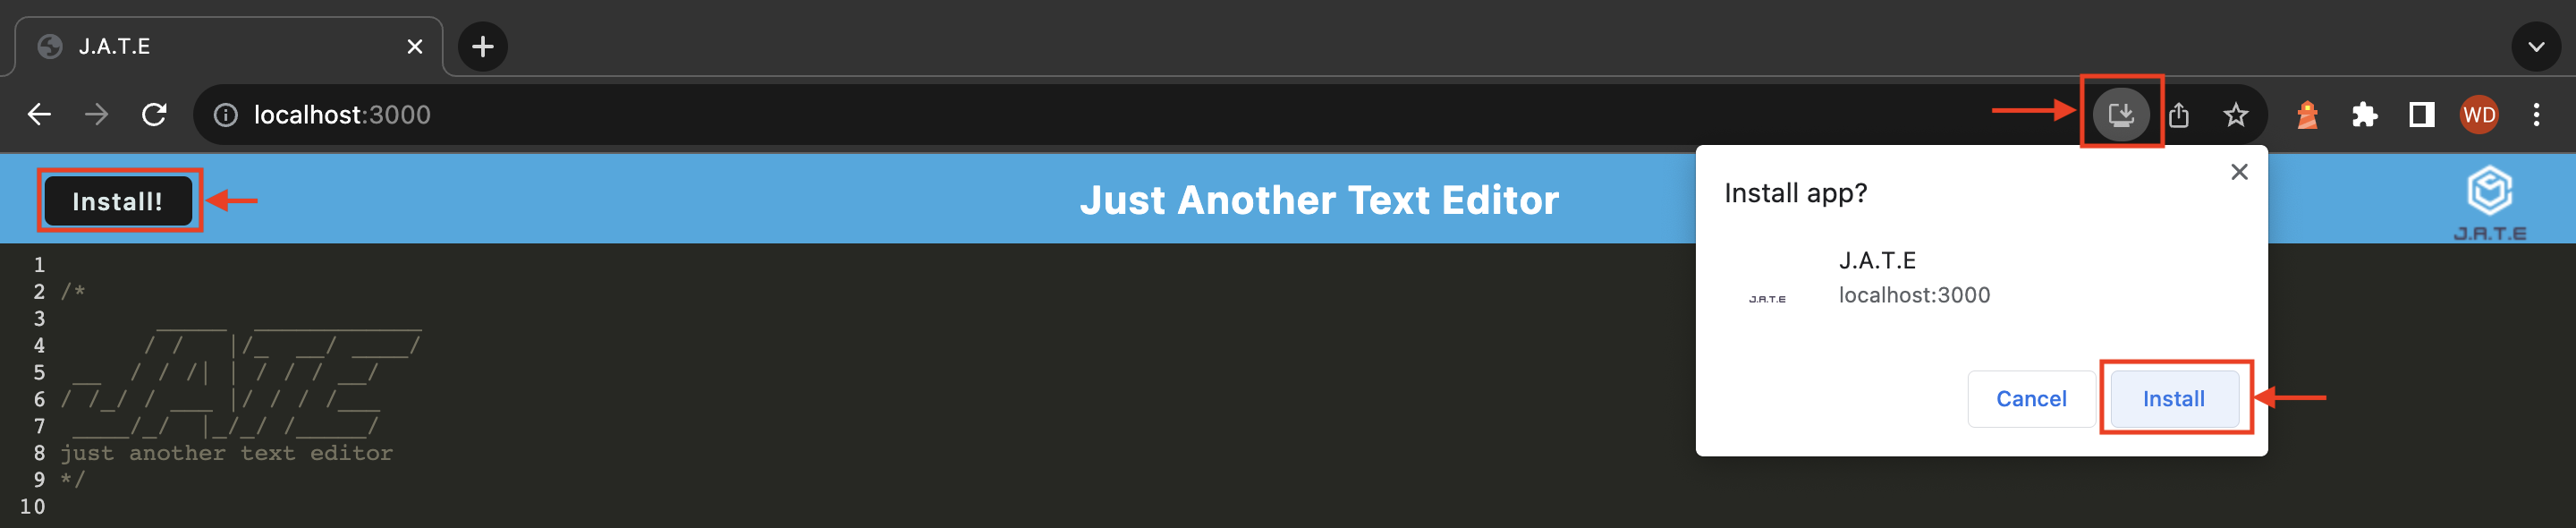 J.A.T.E
localhost:3000
WD
Install!
Just Another Text Editor
J.A.T.E
Install app?
J.A.T.E
localhost:3000
J.A.T.E
Cancel
Install
1
2 /*
3
4
5
6
7
8 just another text editor
9 */
10